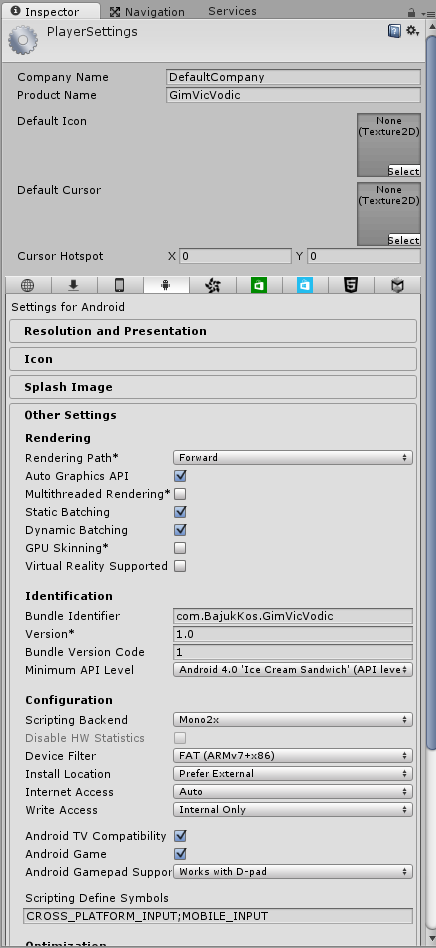 Inspector Navigation Services
PlayerSettings
Company Name DefaultCompany
Product Name GimVicVodic
Default Icon None
(Texture2D)
Select
Default Cursor None
(Texture2D)
Select
Cursor Hotspot X 0 Y 0
Settings for Android
Resolution and Presentation
Icon
Splash Image
Other Settings
Rendering
Rendering Path* Forward
Auto Graphics API
Multithreaded Rendering*
Static Batching
Dynamic Batching
GPU Skinning*
Virtual Reality Supported
Identification
Bundle Identifier com.BajukKos.GimVicVodic
Version* 1.0
Bundle Version Code 1
Minimum API Level Android 4.0 'Ice Cream Sandwich' (API leve
Configuration
Scripting Backend Mono2x
Disable HW Statistics
Device Filter FAT (ARMv7+x86)
Install Location Prefer External
Internet Access Auto
Write Access Internal Only
Android TV Compatibility
Android Game
Android Gamepad Suppor Works with D-pad
Scripting Define Symbols
CROSS_PLATFORM_INPUT;MOBILE_INPUT
Optimization